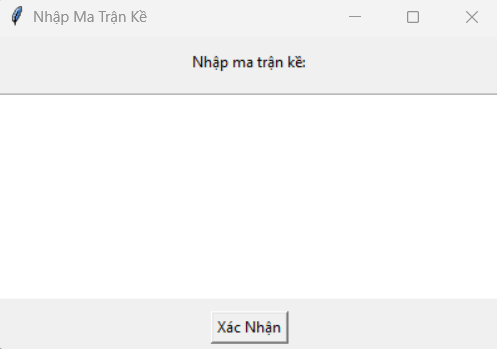 Nhập Ma Trận Kề
Nhập ma trận kề:
Xác Nhận